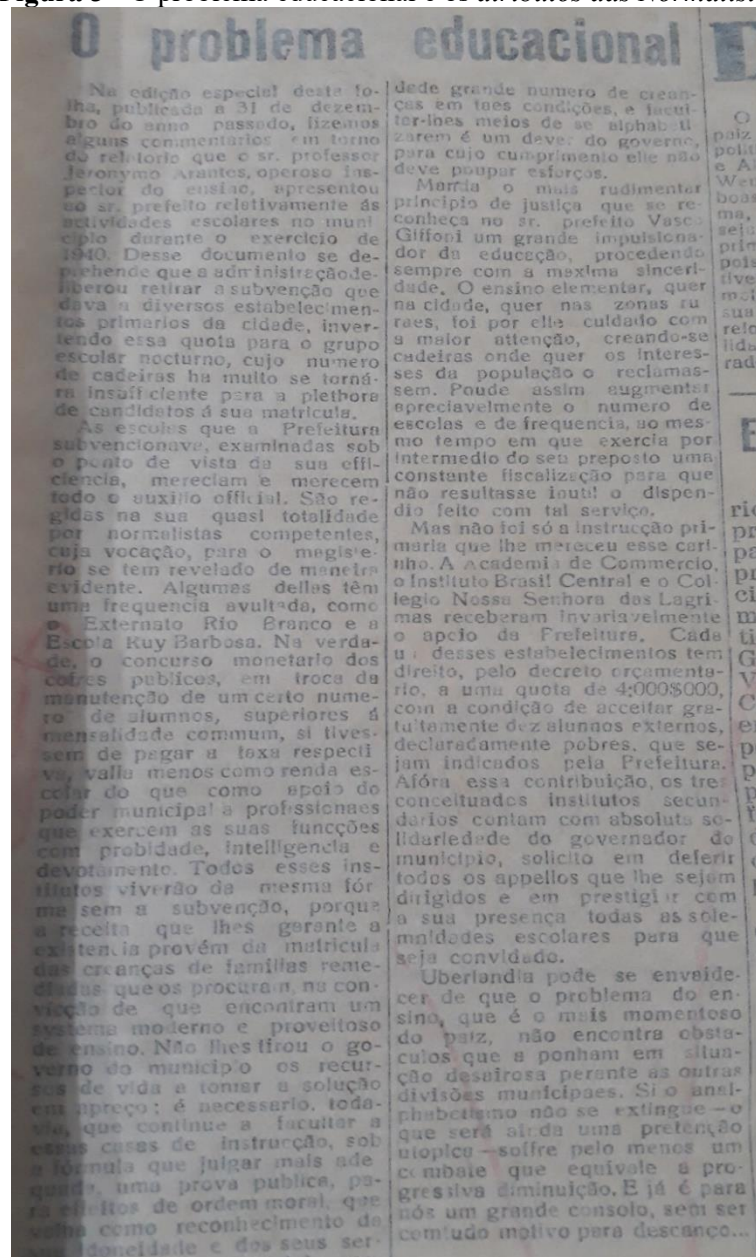 O problema educacional
Na edição especial desta fo-
lha, publicada a 31 de dezem-
bro do anno passado, fizemos
alguns commentarios em torno
do relatorio que o sr. professor
Jeronymo Arantes, operoso ins-
pector do ensino, apresentou
ao sr. prefeito relativamente ás
actividades escolares no muni
cipio durante o exercicio de
1940. Desse documento se de-
prehende que a administração de-
liberou retirar a subvenção que
dava a diversos estabelecimen-
tos primarios da cidade, inver-
tendo essa quota para o grupo
escolar nocturno, cujo numero
de cadeiras ha muito se torná-
ra insufficiente para a plethora
de candidatos á sua matricula.
As escolas que a Prefeitura
subvencionava, examinadas sob
o ponto de vista da sua effi-
ciencia, mereciam e merecem
todo o auxilio official. São re-
gidas na sua quasi totalidade
por normalistas competentes,
cuja vocação, para o magiste-
rio se tem revelado de maneira
evidente. Algumas dellas têm
uma frequencia avultada, como
o Externato Rio Branco e a
Escola Ruy Barbosa. Na verda-
de, o concurso monetario dos
cofres publicos, em troca da
manutenção de um certo nume-
ro de alumnos, superiores á
mensalidade commum, si tives-
sem de pagar a taxa respecti
va, valia menos como renda es-
colar do que como apoio do
poder municipal a profissionaes
que exercem as suas funcções
com probidade, intelligencia e
devotamento. Todos esses ins-
titutos viverão da mesma fór
ma sem a subvenção, porque
a receita que lhes garante a
existencia provém da matricula
das creanças de familias reme-
diadas que os procuram, na con-
vicção de que encontram um
systema moderno e proveitoso
de ensino. Não lhes tirou o go-
verno do municipio os recur-
sos de vida a tomar a solução
em apreço; é necessario, toda-
via, que continue a facultar a
essas casas de instrucção, sob
a fórmula que julgar mais ade
quada, uma prova publica, pa-
ra effeitos de ordem moral, que
valha como reconhecimento da
sua idoneidade e dos seus ser-
dade grande numero de crean-
ças em taes condições, e facul-
tar-lhes meios de se alphabeti
zarem é um dever do governo,
para cujo cumprimento elle não
deve poupar esforços.
Manda o mais rudimentar
principio de justiça que se re-
conheça no sr. prefeito Vasco
Giffoni um grande impulsiona-
dor da educação, procedendo
sempre com a maxima sinceri-
dade. O ensino elementar, quer
na cidade, quer nas zonas ru
raes, foi por elle cuidado com
a maior attenção, creando-se
cadeiras onde quer os interes-
ses da população o reclamas-
sem. Poude assim augmentar
apreciavelmente o numero de
escolas e de frequencia, ao mes-
mo tempo em que exercia por
intermedio do seu preposto uma
constante fiscalização para que
não resultasse inutil o dispen-
dio feito com tal serviço.
Mas não foi só a instrucção pri-
maria que lhe mereceu esse cari-
nho. A Academia de Commercio,
o Instituto Brasil Central e o Col-
legio Nossa Senhora das Lagri-
mas receberam invariavelmente
o apoio da Prefeitura. Cada
um desses estabelecimentos tem
direito, pelo decreto orçamenta-
rio, a uma quota de 4:000$000,
com a condição de acceitar gra-
tuitamente dez alunnos externos,
declaradamente pobres, que se-
jam indicados pela Prefeitura.
Afóra essa contribuição, os tres
conceituados institutos secun-
darios contam com absoluta so-
lidariedade do governador do
municipio, solicito em deferir
todos os appellos que lhe sejam
dirigidos e em prestigiar com
a sua presença todas as sole-
mnidades escolares para que
seja convidado.
Uberlandia pode se envaide-
cer de que o problema do en-
sino, que é o mais momentoso
do paiz, não encontra obsta-
culos que a ponham em situa-
ção desairosa perante as outras
divisões municipaes. Si o anal-
phabetismo não se extingue—o
que será ainda uma pretenção
utopica—soffre pelo menos um
combate que equivale a pro-
gressiva diminuição. E já é para
nós um grande consolo, sem ser
comtudo motivo para descanço...